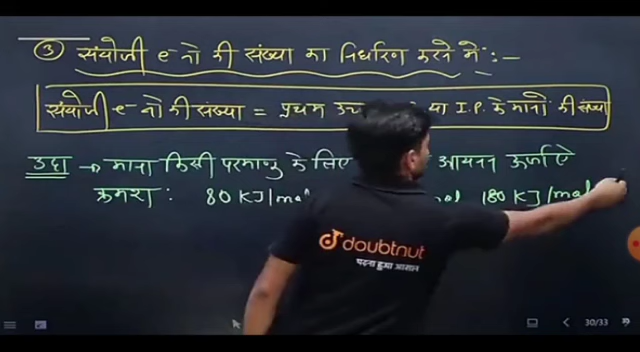 ③ संयोजी e⁻ नो की संख्या का निर्धारण करने में :-
संयोजी e⁻ नो की संख्या = प्रथम उच्च या I.P. के मानो की संख्या
उदा → माना किसी परमाणु के लिए आयनन ऊर्जाऐ
क्रमश: 80 KJ/mol 180 KJ/mol
doubtnut
पढना हुआ आसान
30/33